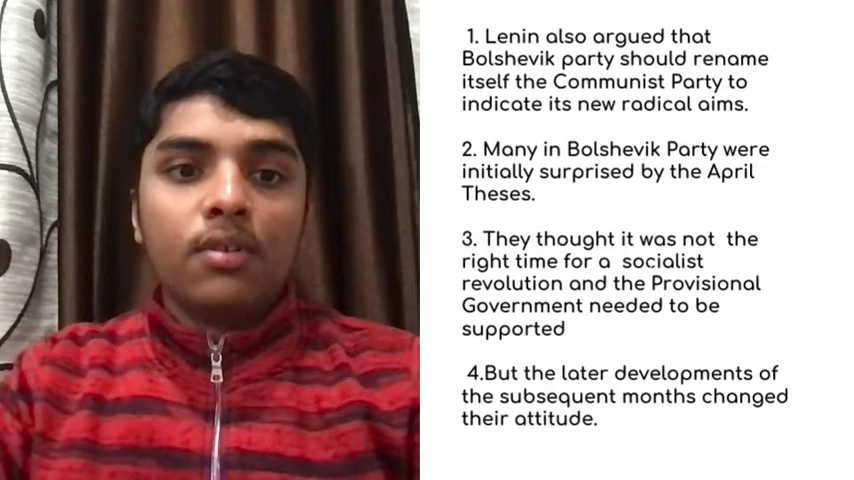 1. Lenin also argued that
Bolshevik party should rename
itself the Communist Party to
indicate its new radical aims.
2. Many in Bolshevik Party were
initially surprised by the April
Theses.
3. They thought it was not the
right time for a socialist
revolution and the Provisional
Government needed to be
supported
4.But the later developments of
the subsequent months changed
their attitude.